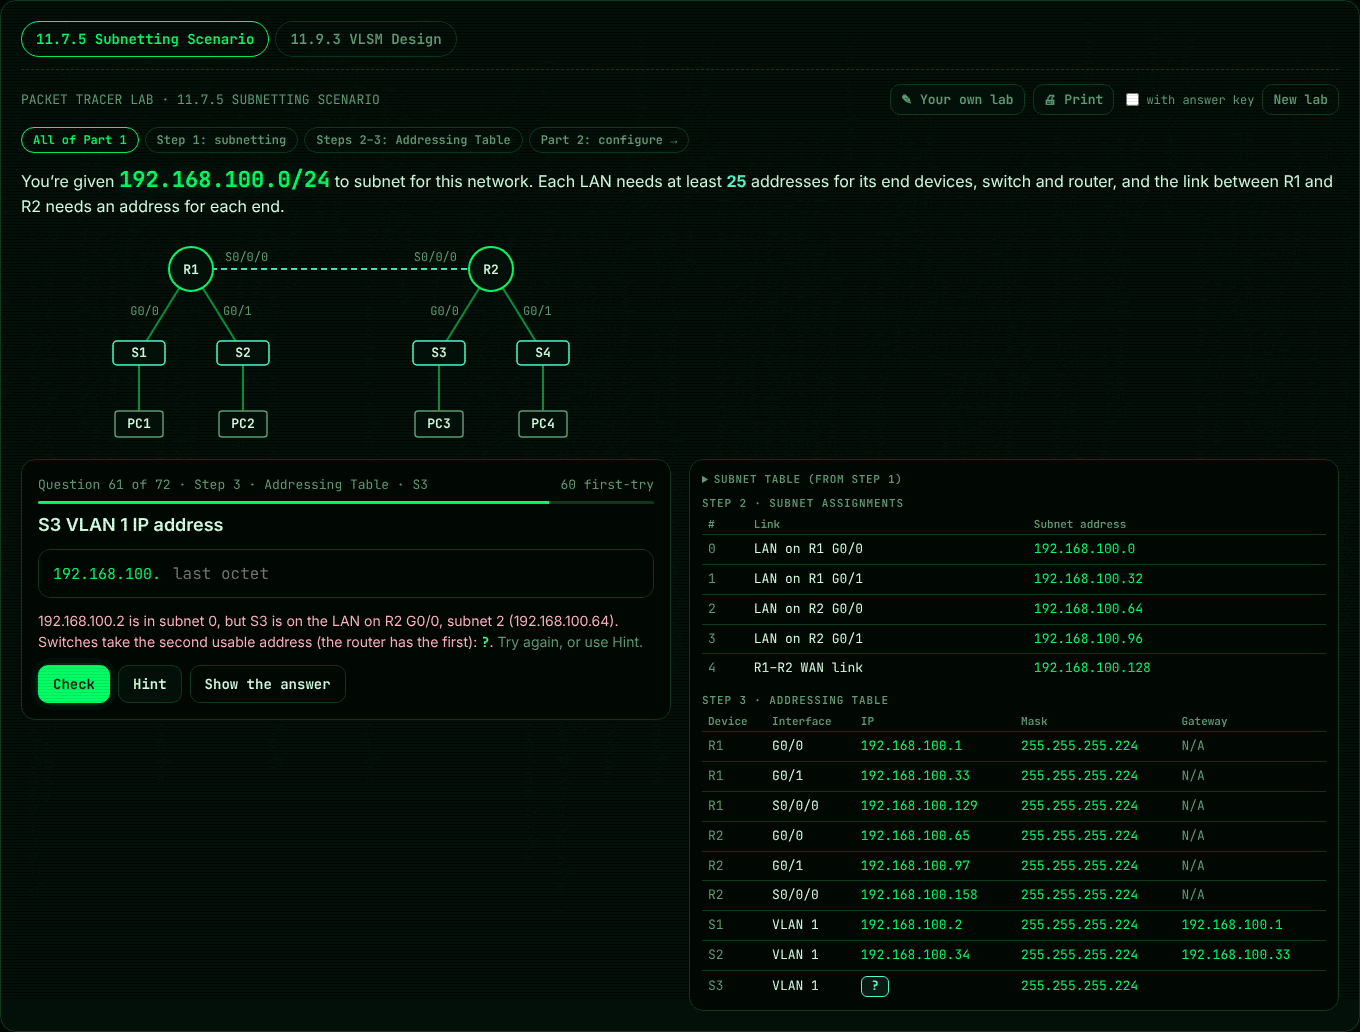 11.7.5 Subnetting Scenario 11.9.3 VLSM Design
PACKET TRACER LAB · 11.7.5 SUBNETTING SCENARIO ✎ Your own lab 🖨 Print with answer key New lab
All of Part 1 Step 1: subnetting Steps 2–3: Addressing Table Part 2: configure →
You’re given 192.168.100.0/24 to subnet for this network. Each LAN needs at least 25 addresses for its end devices, switch and router, and the link between R1 and
R2 needs an address for each end.
R1 S0/0/0 S0/0/0 R2
G0/0 G0/1 G0/0 G0/1
S1 S2 S3 S4
PC1 PC2 PC3 PC4
Question 61 of 72 · Step 3 · Addressing Table · S3 60 first-try
S3 VLAN 1 IP address
192.168.100. last octet
192.168.100.2 is in subnet 0, but S3 is on the LAN on R2 G0/0, subnet 2 (192.168.100.64).
Switches take the second usable address (the router has the first): ?. Try again, or use Hint.
Check Hint Show the answer
▶ SUBNET TABLE (FROM STEP 1)
STEP 2 · SUBNET ASSIGNMENTS
# Link Subnet address
0 LAN on R1 G0/0 192.168.100.0
1 LAN on R1 G0/1 192.168.100.32
2 LAN on R2 G0/0 192.168.100.64
3 LAN on R2 G0/1 192.168.100.96
4 R1–R2 WAN link 192.168.100.128
STEP 3 · ADDRESSING TABLE
Device Interface IP Mask Gateway
R1 G0/0 192.168.100.1 255.255.255.224 N/A
R1 G0/1 192.168.100.33 255.255.255.224 N/A
R1 S0/0/0 192.168.100.129 255.255.255.224 N/A
R2 G0/0 192.168.100.65 255.255.255.224 N/A
R2 G0/1 192.168.100.97 255.255.255.224 N/A
R2 S0/0/0 192.168.100.158 255.255.255.224 N/A
S1 VLAN 1 192.168.100.2 255.255.255.224 192.168.100.1
S2 VLAN 1 192.168.100.34 255.255.255.224 192.168.100.33
S3 VLAN 1 ? 255.255.255.224